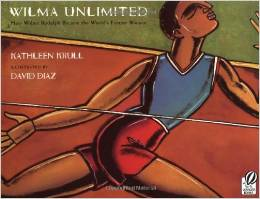 WILMA UNLIMITED
How Wilma Rudolph Became the World's Fastest Woman
KATHLEEN KRULL
ILLUSTRATED BY
DAVID DIAZ